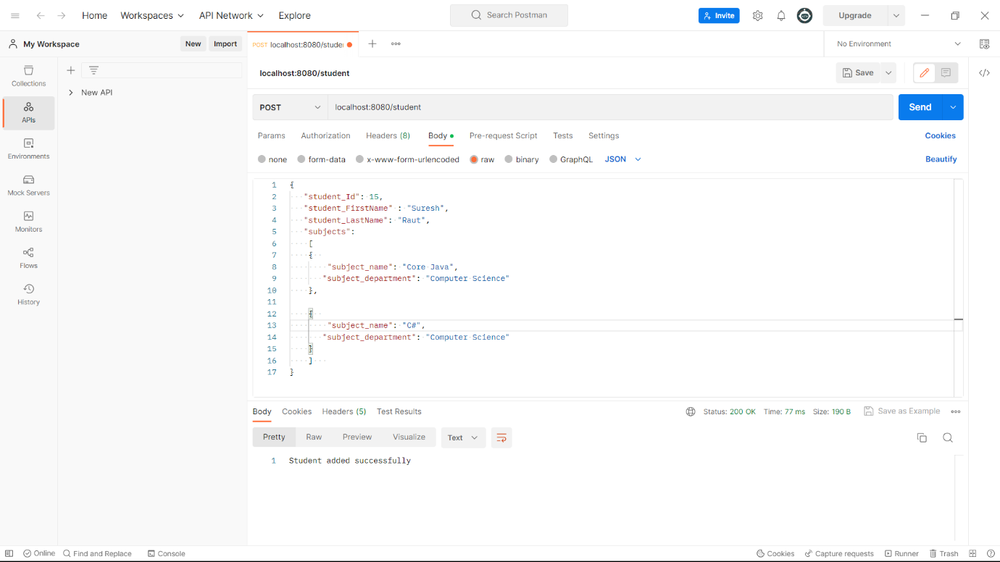 Home Workspaces API Network Explore Search Postman Invite Upgrade
My Workspace New Import POST localhost:8080/stude No Environment
Collections
APIs
Environments
Mock Servers
Monitors
Flows
History
New API
localhost:8080/student Save
POST localhost:8080/student Send
Params Authorization Headers (8) Body Pre-request Script Tests Settings Cookies
none form-data x-www-form-urlencoded raw binary GraphQL JSON Beautify
1 {
2 "student_Id": 15,
3 "student_FirstName" : "Suresh",
4 "student_LastName": "Raut",
5 "subjects":
6 [
7 {
8 "subject_name": "Core Java",
9 "subject_department": "Computer Science"
10 },
11
12 {
13 "subject_name": "C#",
14 "subject_department": "Computer Science"
15 }
16 ]
17 }
Body Cookies Headers (5) Test Results Status: 200 OK Time: 77 ms Size: 190 B Save as Example
Pretty Raw Preview Visualize Text
1 Student added successfully
Online Find and Replace Console Cookies Capture requests Runner Trash